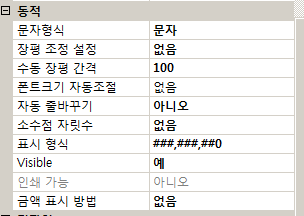 동적
문자형식 문자
장평 조정 설정 없음
수동 장평 간격 100
폰트크기 자동조절 없음
자동 줄바꾸기 아니오
소수점 자릿수 없음
표시 형식 ###,###,##0
Visible 예
인쇄 가능 아니오
금액 표시 방법 없음